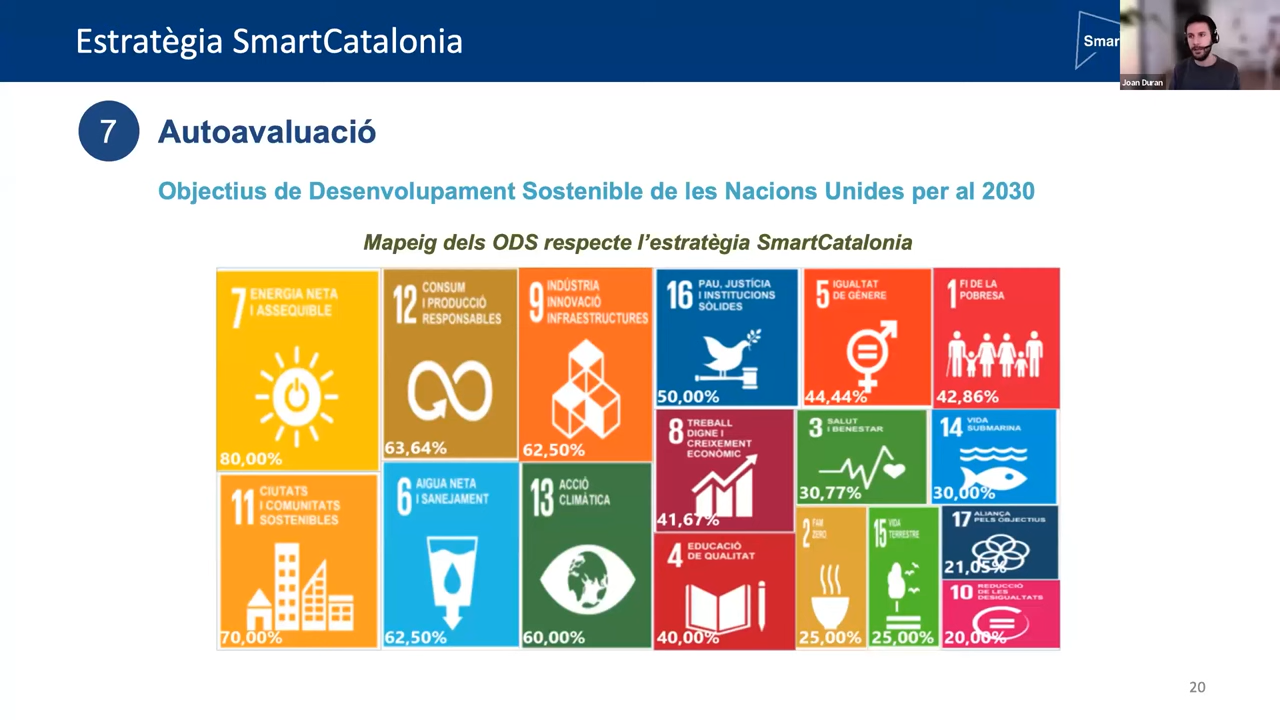 Estratègia SmartCatalonia
Smar
Joan Duran
7
Autoavaluació
Objectius de Desenvolupament Sostenible de les Nacions Unides per al 2030
Mapeig dels ODS respecte l'estratègia SmartCatalonia
7 ENERGIA NETA
I ASSEQUIBLE
80,00%
12 CONSUM
I PRODUCCIÓ
RESPONSABLES
63,64%
9 INDÚSTRIA
INNOVACIÓ
INFRAESTRUCTURES
62,50%
16 PAU, JUSTÍCIA
I INSTITUCIONS
SÒLIDES
50,00%
5 IGUALTAT
DE GÈNERE
44,44%
1 FI DE LA
POBRESA
42,86%
11 CIUTATS
I COMUNITATS
SOSTENIBLES
70,00%
6 AIGUA NETA
I SANEJAMENT
62,50%
13 ACCIÓ
CLIMÀTICA
60,00%
8 TREBALL
DIGNE I
CREIXEMENT
ECONÒMIC
41,67%
3 SALUT
I BENESTAR
30,77%
14 VIDA
SUBMARINA
30,00%
4 EDUCACIÓ
DE QUALITAT
40,00%
2 FAM
ZERO
25,00%
15 VIDA
TERRESTRE
25,00%
17 ALIANÇA
PELS OBJECTIUS
21,05%
10 REDUCCIÓ
DE LES
DESIGUALTATS
20,00%
20